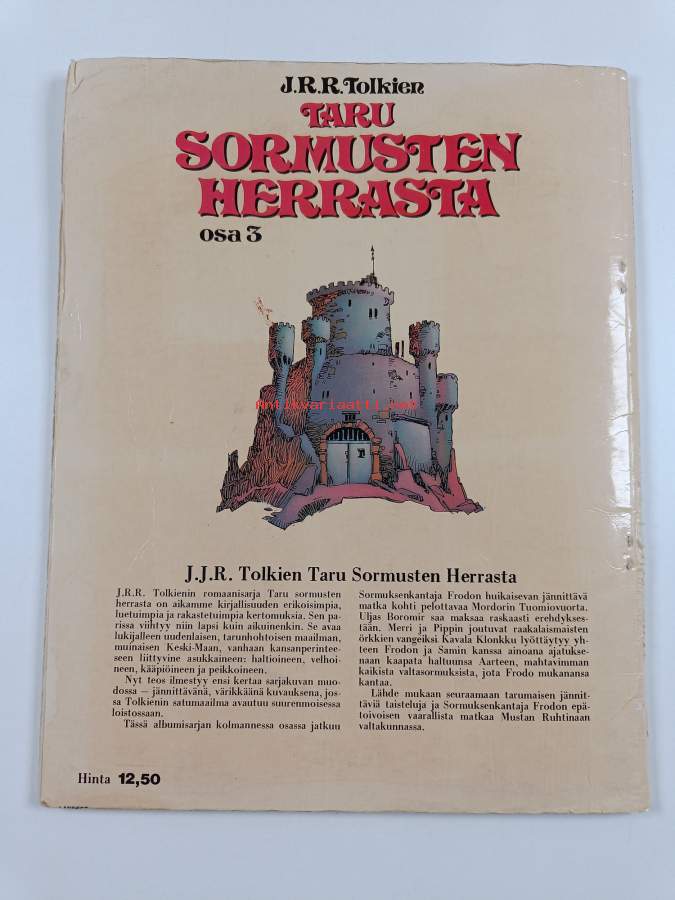 J.R.R. Tolkien
TARU
SORMUSTEN
HERRASTA
osa 3
Antikvariaatti.net
J.J.R. Tolkien Taru Sormusten Herrasta
J.R.R. Tolkienin romaanisarja Taru sormusten
herrasta on aikamme kirjallisuuden erikoisimpia,
luetuimpia ja rakastetuimpia kertomuksia. Sen pa-
rissa viihtyy niin lapsi kuin aikuinenkin. Se avaa
lukijalleen uudenlaisen, tarunhohtoisen maailman,
muinaisen Keski-Maan, vanhaan kansanperintee-
seen liittyvine asukkaineen: haltioineen, velhoi-
neen, kääpiöineen ja peikkoineen.
Nyt teos ilmestyy ensi kertaa sarjakuvan muo-
dossa — jännittävänä, värikkäänä kuvauksena, jos-
sa Tolkienin satumaailma avautuu suurenmoisessa
loistossaan.
Tässä albumisarjan kolmannessa osassa jatkuu
Sormuksenkantaja Frodon huikaisevan jännittävä
matka kohti pelottavaa Mordorin Tuomiovuorta.
Uljas Boromir saa maksaa raskaasti erehdykses-
tään. Merri ja Pippin joutuvat raakalaismaisten
örkkien vangeiksi. Kavala Klonkku lyöttäytyy yh-
teen Frodon ja Samin kanssa ainoana ajatukse-
naan kaapata haltuunsa Aarteen, mahtavimman
kaikista valtasormuksista, jota Frodo mukanansa
kantaa.
Lähde mukaan seuraamaan tarumaisen jännit-
täviä taisteluja ja Sormuksenkantaja Frodon epä-
toivoisen vaarallista matkaa Mustan Ruhtinaan
valtakunnassa.
Hinta 12,50